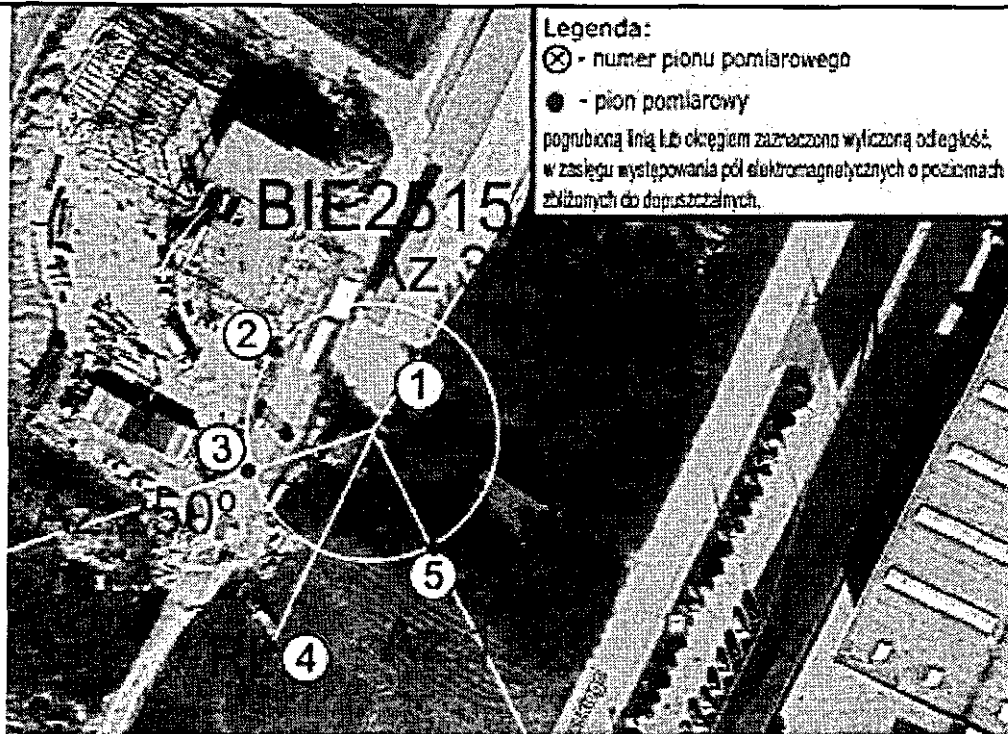 Legenda:
⊗ - numer pionu pomiarowego
● - pion pomiarowy
pogrubioną linią lub okręgiem zaznaczono wyliczoną odległość,
w zasięgu występowania pól elektromagnetycznych o poziomach
zbliżonych do dopuszczalnych.
BIE2515
Az
2
1
3
50°
5
4